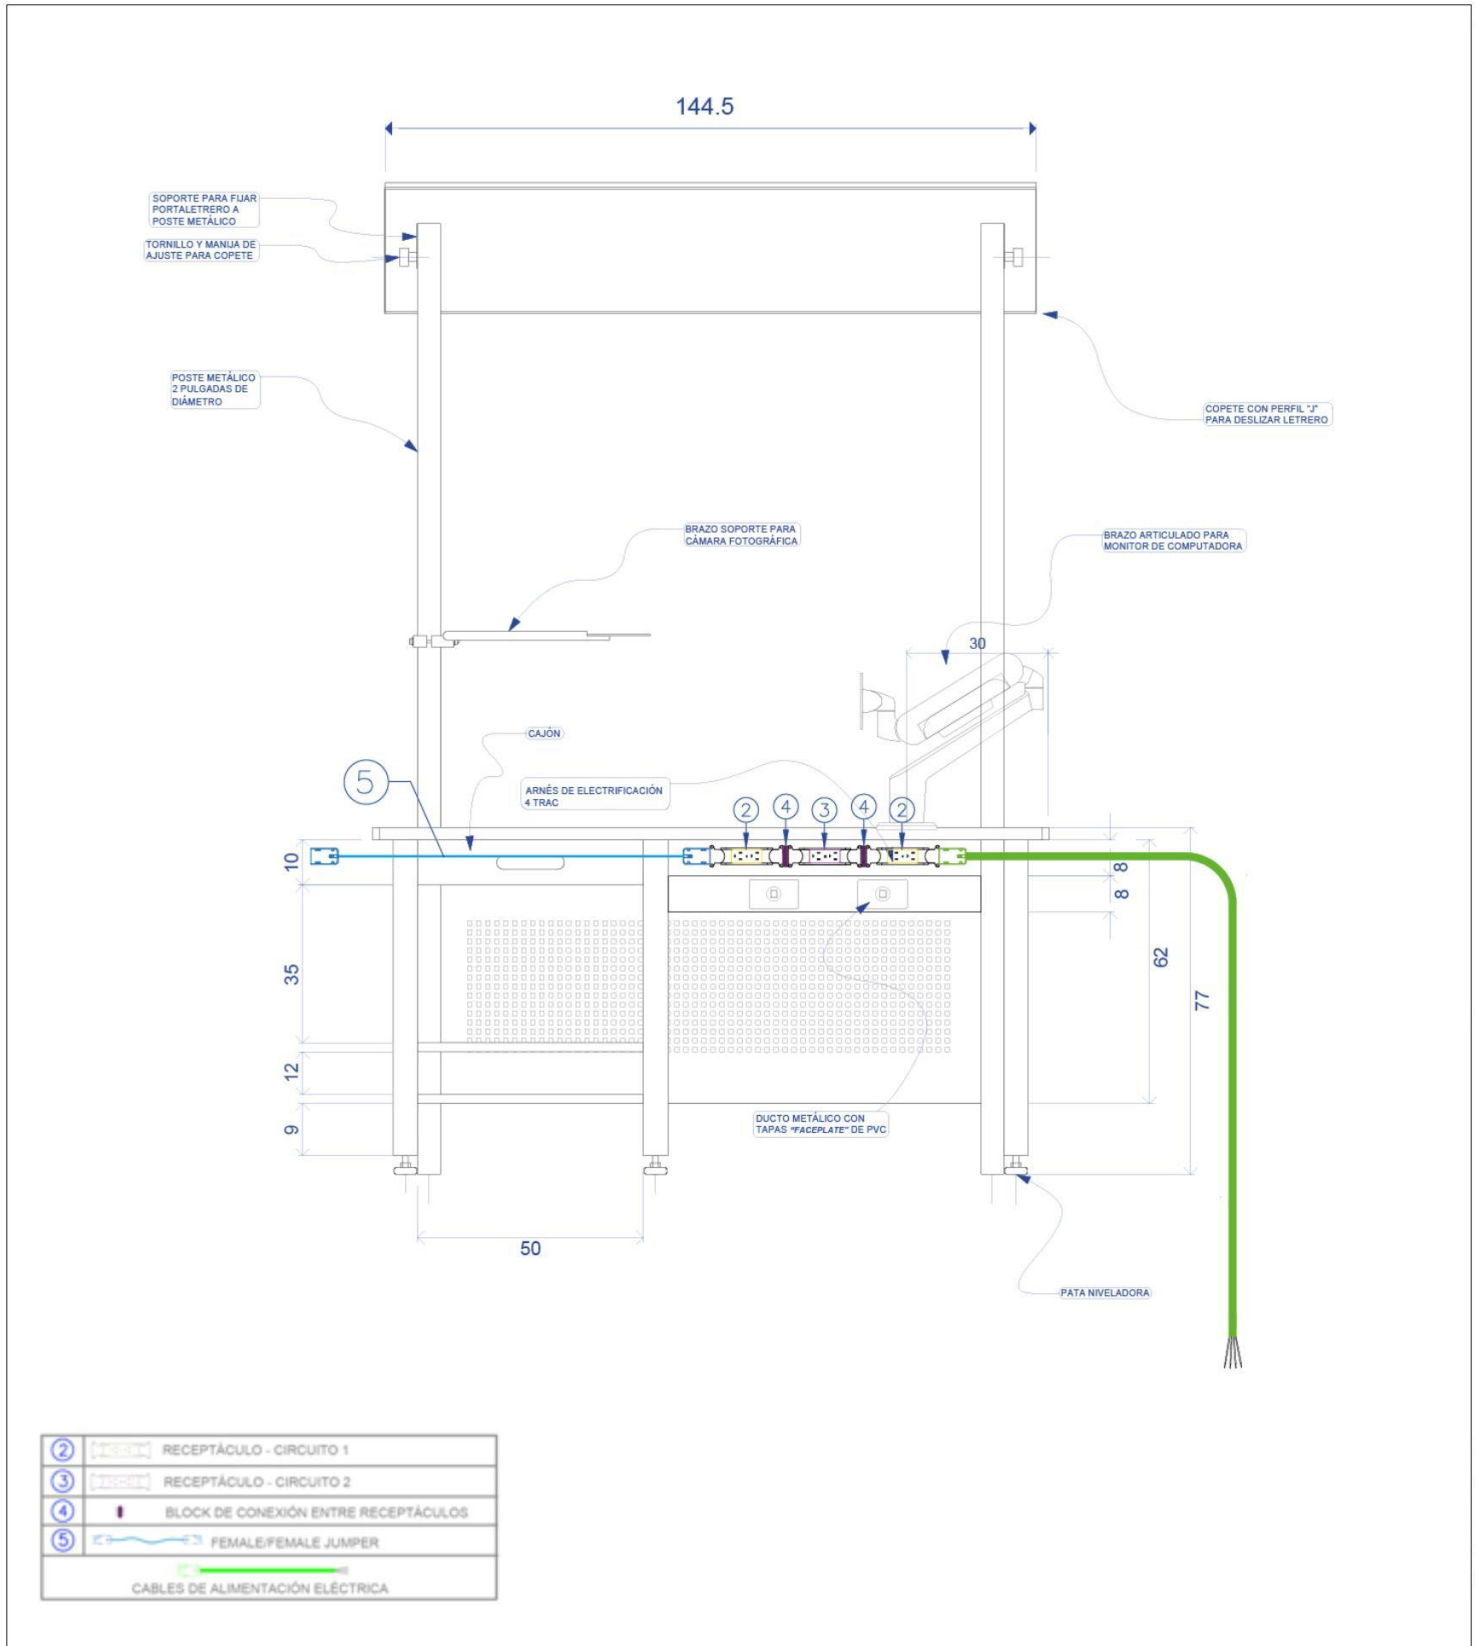 144.5
SOPORTE PARA FIJAR
PORTALETRERO A
POSTE METÁLICO
TORNILLO Y MANIJA DE
AJUSTE PARA COPETE
POSTE METÁLICO
2 PULGADAS DE
DIÁMETRO
COPETE CON PERFIL "J"
PARA DESLIZAR LETRERO
BRAZO SOPORTE PARA
CÁMARA FOTOGRÁFICA
BRAZO ARTICULADO PARA
MONITOR DE COMPUTADORA
30
CAJÓN
5
ARNÉS DE ELECTRIFICACIÓN
4 TRAC
2
4
3
4
2
10
8
8
35
62
77
12
9
DUCTO METÁLICO CON
TAPAS "FACEPLATE" DE PVC
50
PATA NIVELADORA
2 RECEPTÁCULO - CIRCUITO 1
3 RECEPTÁCULO - CIRCUITO 2
4 BLOCK DE CONEXIÓN ENTRE RECEPTÁCULOS
5 FEMALE/FEMALE JUMPER
CABLES DE ALIMENTACIÓN ELÉCTRICA